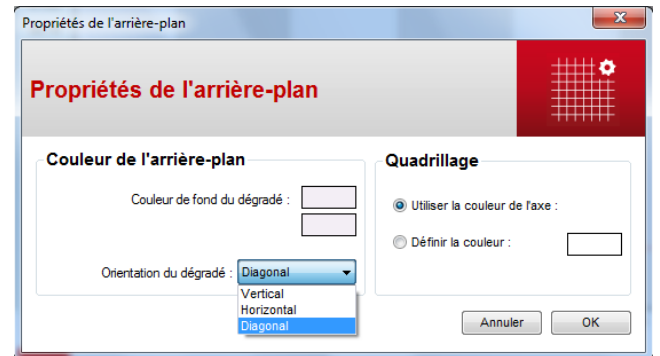 Propriétés de l'arrière-plan
Propriétés de l'arrière-plan
Couleur de l'arrière-plan
Couleur de fond du dégradé :
Orientation du dégradé : Diagonal
Vertical
Horizontal
Diagonal
Quadrillage
Utiliser la couleur de l'axe :
Définir la couleur :
Annuler
OK